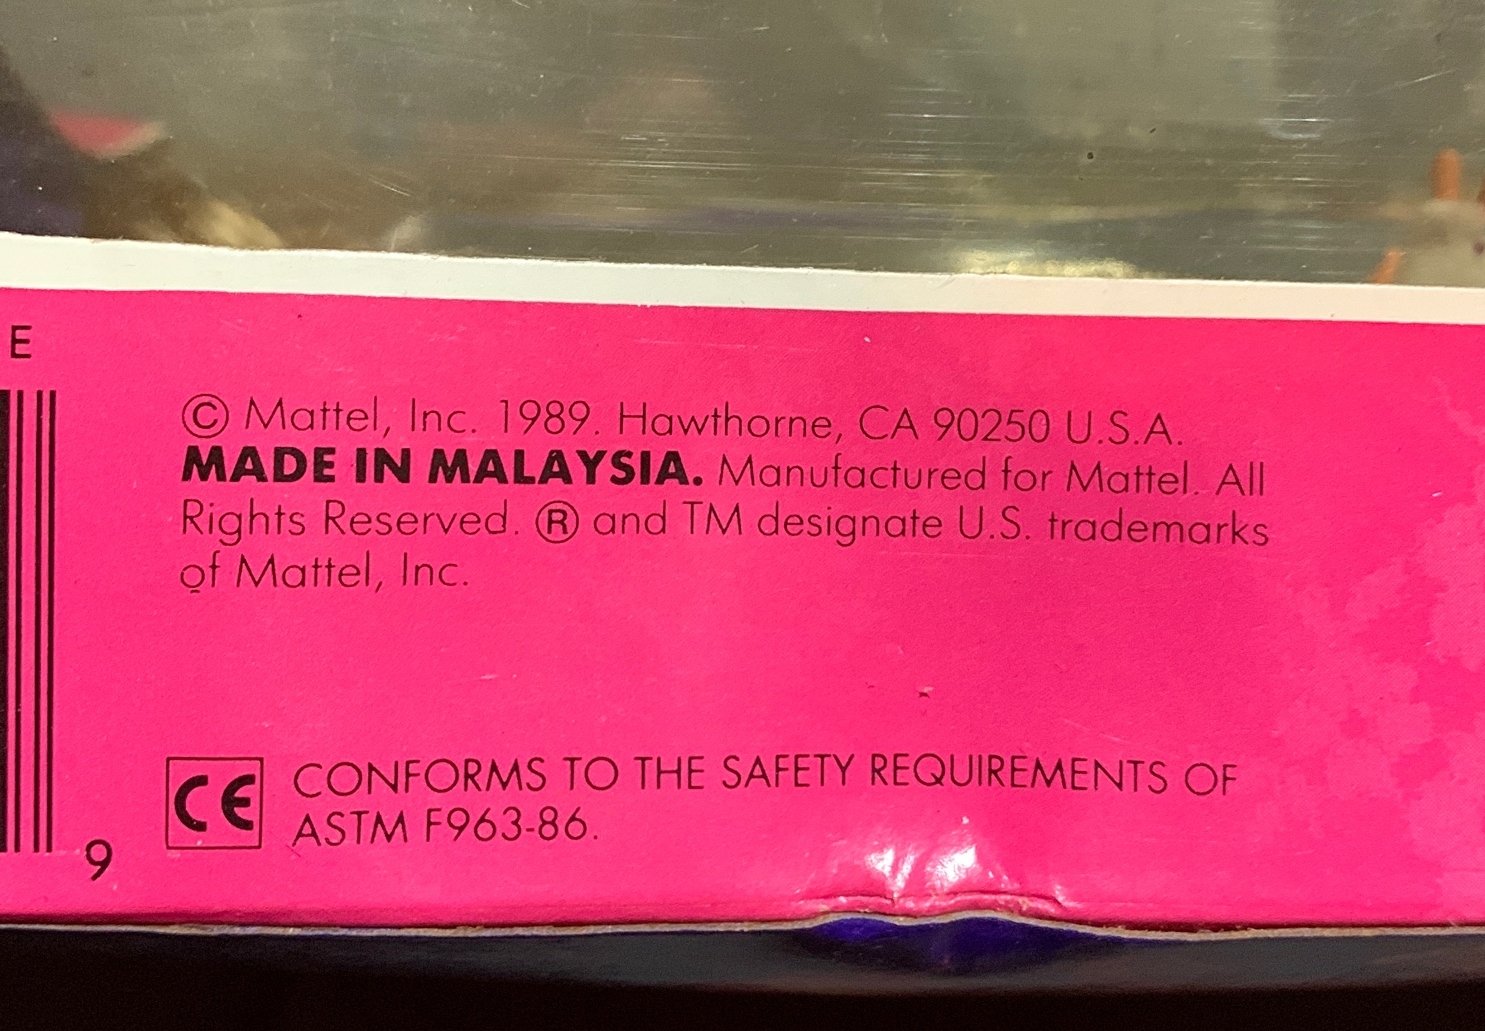 E
© Mattel, Inc. 1989. Hawthorne, CA 90250 U.S.A.
MADE IN MALAYSIA. Manufactured for Mattel. All
Rights Reserved. ® and TM designate U.S. trademarks
of Mattel, Inc.
9
CE CONFORMS TO THE SAFETY REQUIREMENTS OF
ASTM F963-86.